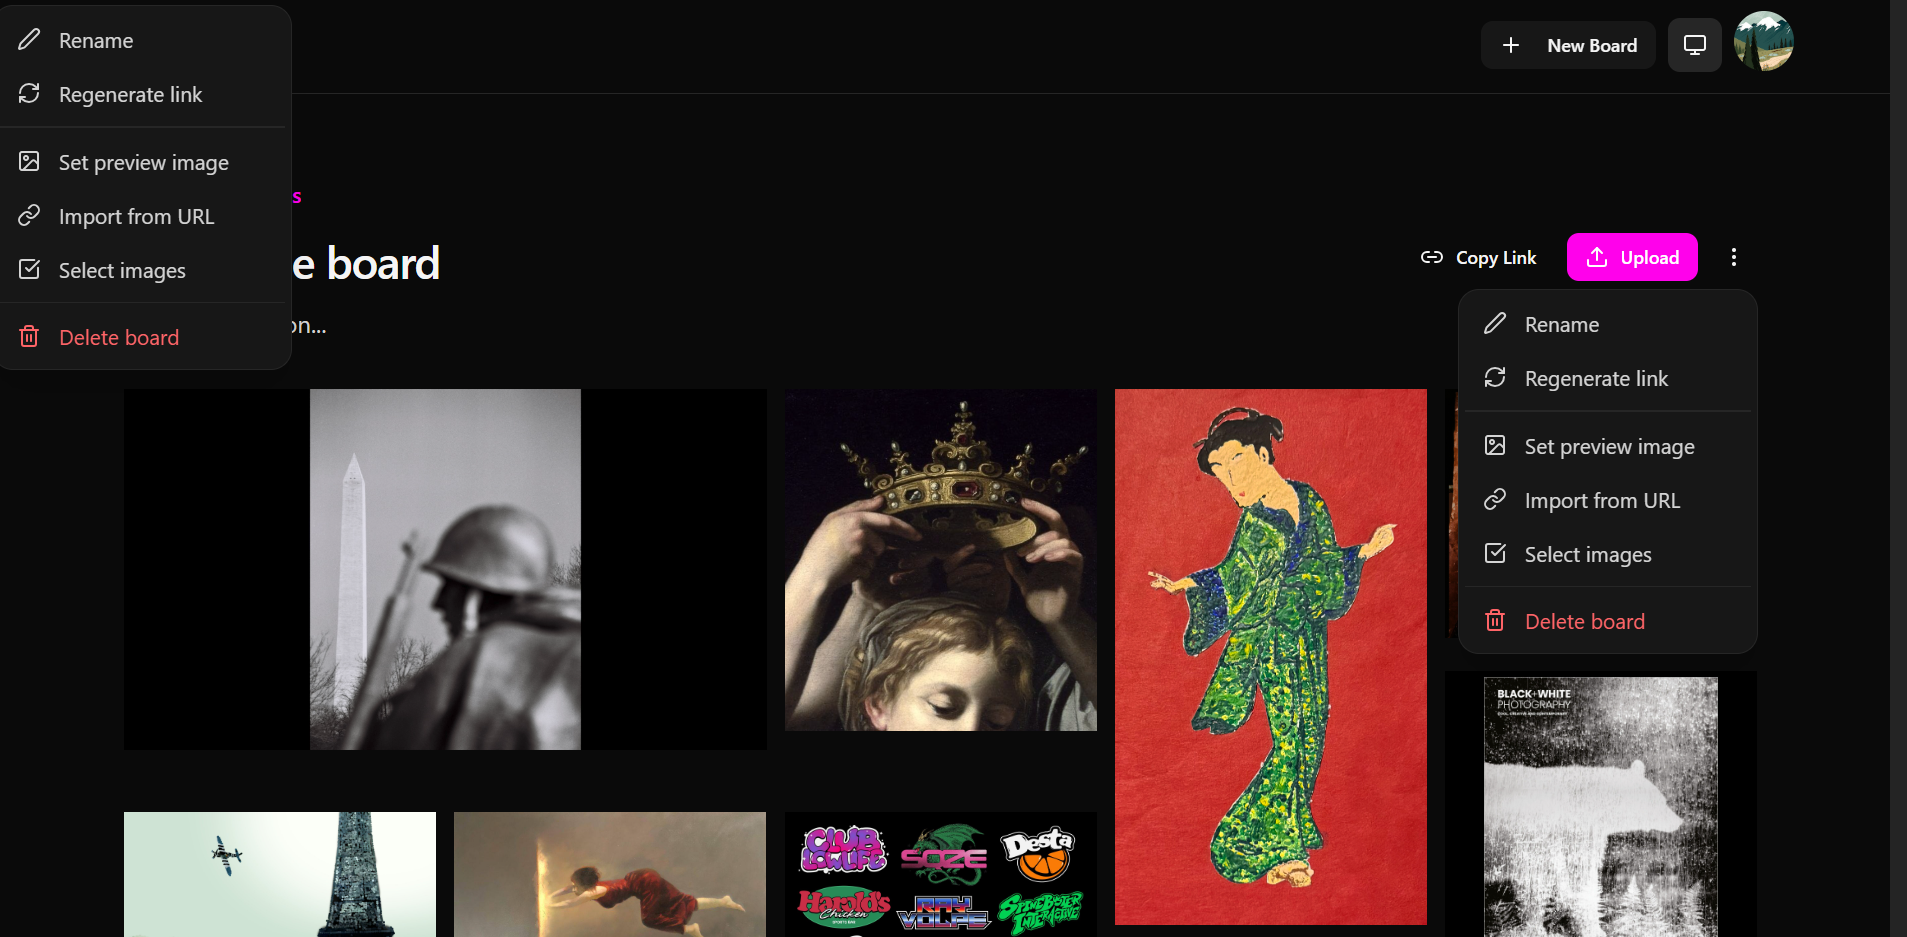 Rename
Regenerate link
Set preview image
Import from URL
Select images
Delete board
New Board
s
e board
on...
Copy Link
Upload
Rename
Regenerate link
Set preview image
Import from URL
Select images
Delete board
BLACK+WHITE
PHOTOGRAPHY
CLUB
LOWLIFE
SOZE
Desta
Harold's
Chicken
RAY
VOLPE
INTERACTIVE